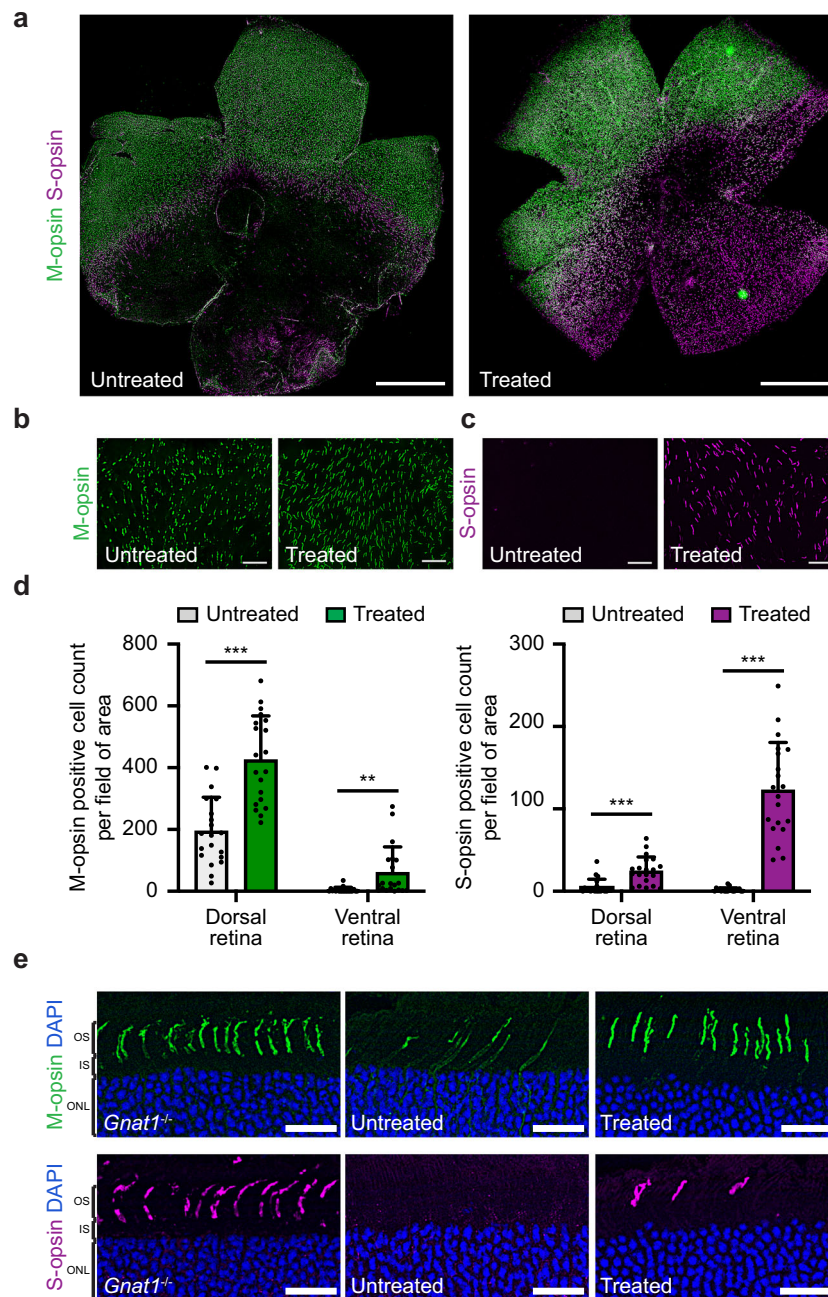 a
M-opsin S-opsin
Untreated
Treated
b
M-opsin
Untreated
Treated
c
S-opsin
Untreated
Treated
d
Untreated Treated
M-opsin positive cell count
per field of area
800
600
400
200
0
***
**
Dorsal
retina
Ventral
retina
Untreated Treated
S-opsin positive cell count
per field of area
300
200
100
0
***
***
Dorsal
retina
Ventral
retina
e
M-opsin DAPI
OS
IS
ONL
Gnat1-/-
Untreated
Treated
S-opsin DAPI
OS
IS
ONL
Gnat1-/-
Untreated
Treated